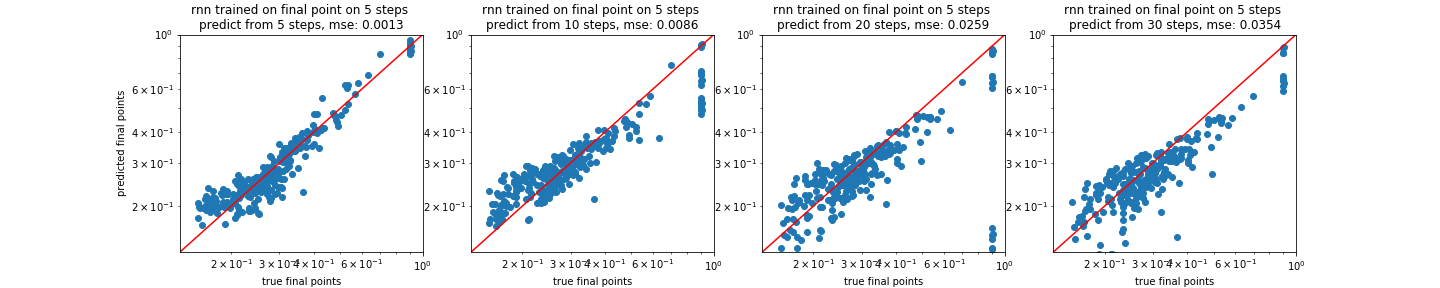 rnn trained on final point on 5 steps
predict from 5 steps, mse: 0.0013
rnn trained on final point on 5 steps
predict from 10 steps, mse: 0.0086
rnn trained on final point on 5 steps
predict from 20 steps, mse: 0.0259
rnn trained on final point on 5 steps
predict from 30 steps, mse: 0.0354
predicted final points
10⁰
6 × 10⁻¹
4 × 10⁻¹
3 × 10⁻¹
2 × 10⁻¹
10⁰
6 × 10⁻¹
4 × 10⁻¹
3 × 10⁻¹
2 × 10⁻¹
10⁰
6 × 10⁻¹
4 × 10⁻¹
3 × 10⁻¹
2 × 10⁻¹
10⁰
6 × 10⁻¹
4 × 10⁻¹
3 × 10⁻¹
2 × 10⁻¹
2 × 10⁻¹ 3 × 10⁻¹ 4 × 10⁻¹ 6 × 10⁻¹ 10⁰
2 × 10⁻¹ 3 × 10⁻¹ 4 × 10⁻¹ 6 × 10⁻¹ 10⁰
2 × 10⁻¹ 3 × 10⁻¹ 4 × 10⁻¹ 6 × 10⁻¹ 10⁰
2 × 10⁻¹ 3 × 10⁻¹ 4 × 10⁻¹ 6 × 10⁻¹ 10⁰
true final points
true final points
true final points
true final points